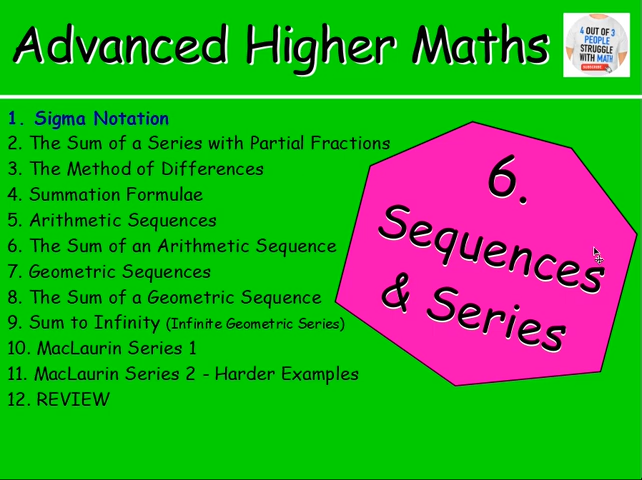 Advanced Higher Maths
4 OUT OF 3
PEOPLE
STRUGGLE
WITH MATH
1. Sigma Notation
2. The Sum of a Series with Partial Fractions
3. The Method of Differences
4. Summation Formulae
5. Arithmetic Sequences
6. The Sum of an Arithmetic Sequence
7. Geometric Sequences
8. The Sum of a Geometric Sequence
9. Sum to Infinity (Infinite Geometric Series)
10. MacLaurin Series 1
11. MacLaurin Series 2 - Harder Examples
12. REVIEW
6.
Sequences
& Series